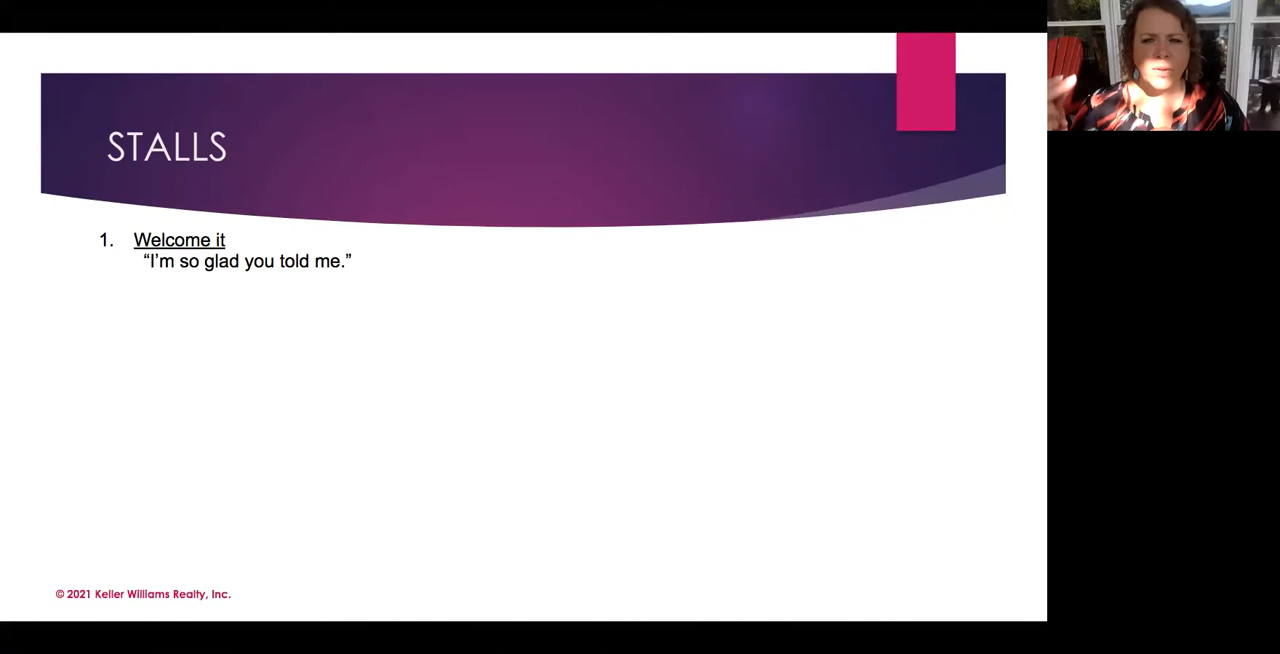 STALLS
1. Welcome it
“I’m so glad you told me.”
© 2021 Keller Williams Realty, Inc.